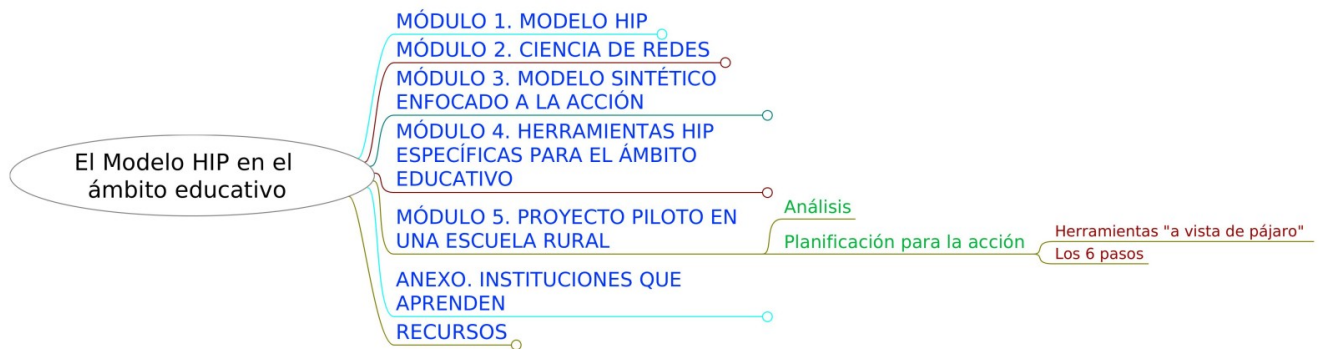 El Modelo HIP en el
ámbito educativo
MÓDULO 1. MODELO HIP
MÓDULO 2. CIENCIA DE REDES
MÓDULO 3. MODELO SINTÉTICO
ENFOCADO A LA ACCIÓN
MÓDULO 4. HERRAMIENTAS HIP
ESPECÍFICAS PARA EL ÁMBITO
EDUCATIVO
MÓDULO 5. PROYECTO PILOTO EN
UNA ESCUELA RURAL
Análisis
Planificación para la acción
Herramientas "a vista de pájaro"
Los 6 pasos
ANEXO. INSTITUCIONES QUE
APRENDEN
RECURSOS